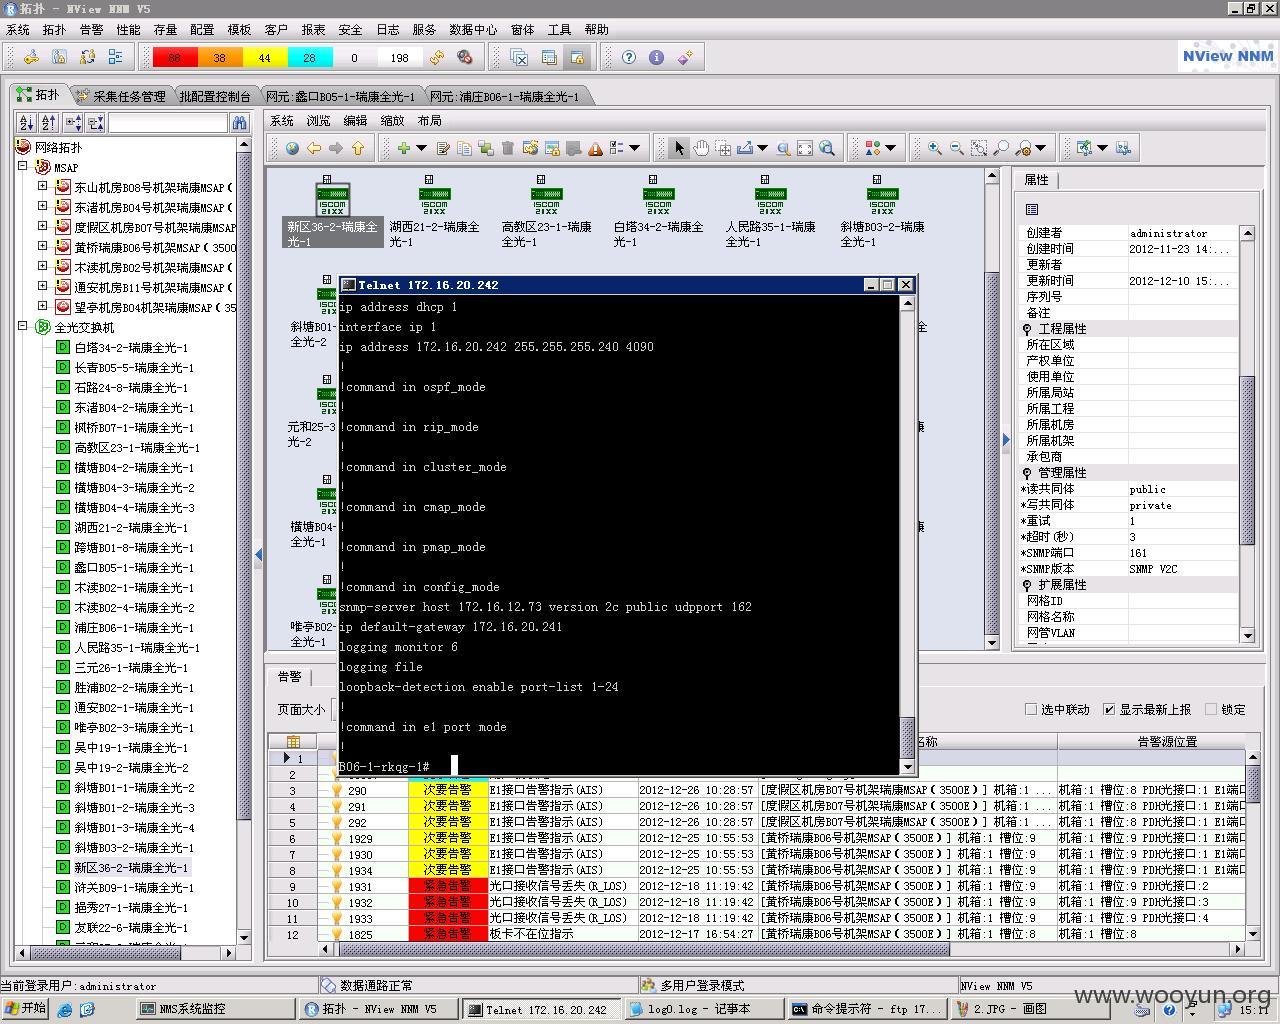 拓扑 - NView NNM V5
系统 拓扑 告警 性能 存量 配置 模板 客户 报表 安全 日志 服务 数据中心 窗体 工具 帮助
38 44 28 0 198
NView NNM
拓扑 采集任务管理 批配置控制台 网元:蠡口B05-1-瑞康全光-1 网元:浦庄B06-1-瑞康全光-1
系统 浏览 编辑 缩放 布局
网络拓扑
MSAP
东山机房B08号机架瑞康MSAP(
东渚机房B04号机架瑞康MSAP(
度假区机房B07号机架瑞康MSAP
黄桥瑞康B06号机架MSAP(3500
木渎机房B02号机架瑞康MSAP(
通安机房B11号机架瑞康MSAP(
望亭机房B04机架瑞康MSAP(35
全光交换机
白塔34-2-瑞康全光-1
长青B05-5-瑞康全光-1
石路24-8-瑞康全光-1
东渚B04-2-瑞康全光-1
枫桥B07-1-瑞康全光-1
高教区23-1-瑞康全光-1
横塘B04-2-瑞康全光-1
横塘B04-3-瑞康全光-2
横塘B04-4-瑞康全光-3
湖西21-2-瑞康全光-1
跨塘B01-8-瑞康全光-1
蠡口B05-1-瑞康全光-1
木渎B02-1-瑞康全光-1
木渎B02-4-瑞康全光-2
浦庄B06-1-瑞康全光-1
人民路35-1-瑞康全光-1
三元26-1-瑞康全光-1
胜浦B02-2-瑞康全光-1
通安B02-1-瑞康全光-1
唯亭B02-3-瑞康全光-1
吴中19-1-瑞康全光-1
吴中19-2-瑞康全光-1
斜塘B01-1-瑞康全光-2
斜塘B01-3-瑞康全光-4
斜塘B03-2-瑞康全光-1
新区36-2-瑞康全光-1
浒关B09-1-瑞康全光-1
挹秀27-1-瑞康全光-1
友联22-6-瑞康全光-1
ISCOM 21XX ISCOM 21XX ISCOM 21XX ISCOM 21XX ISCOM 21XX ISCOM 21XX
新区36-2-瑞康全光-1
湖西21-2-瑞康全光-1
高教区23-1-瑞康全光-1
白塔34-2-瑞康全光-1
人民路35-1-瑞康全光-1
斜塘B03-2-瑞康全光-1
斜塘B01-
光-2
元和25-3
光-2
横塘B04-
全光-1
唯亭B02-
全光-1
Telnet 172.16.20.242
ip address dhcp 1
interface ip 1
ip address 172.16.20.242 255.255.255.240 4090
!
!command in ospf_mode
!
!command in rip_mode
!
!command in cluster_mode
!
!command in cmap_mode
!
!command in pmap_mode
!
!command in config_mode
snmp-server host 172.16.12.73 version 2c public udpport 162
ip default-gateway 172.16.20.241
logging monitor 6
logging file
loopback-detection enable port-list 1-24
!
!command in e1 port mode
!
B06-1-rkqg-1#
属性
创建者 administrator
创建时间 2012-11-23 14:...
更新者
更新时间 2012-12-10 15:...
序列号
备注
工程属性
所在区域
产权单位
使用单位
所属局站
所属工程
所属机房
所属机架
承包商
管理属性
*读共同体 public
*写共同体 private
*重试 1
*超时(秒) 3
*SNMP端口 161
*SNMP版本 SNMP V2C
扩展属性
网格ID
网格名称
网管VLAN
告警
页面大小 选中联动 显示最新上报 锁定
名称 告警源位置
1
2
3 290 次要告警 E1接口告警指示(AIS) 2012-12-26 10:28:57 [度假区机房B07号机架瑞康MSAP(3500E)] 机箱:1 ... 机箱:1 槽位:8 PDH光接口:1 E1端口
4 291 次要告警 E1接口告警指示(AIS) 2012-12-26 10:28:57 [度假区机房B07号机架瑞康MSAP(3500E)] 机箱:1 ... 机箱:1 槽位:8 PDH光接口:1 E1端口
5 292 次要告警 E1接口告警指示(AIS) 2012-12-26 10:28:57 [度假区机房B07号机架瑞康MSAP(3500E)] 机箱:1 ... 机箱:1 槽位:8 PDH光接口:1 E1端口
6 1929 次要告警 E1接口告警指示(AIS) 2012-12-25 10:55:53 [黄桥瑞康B06号机架MSAP(3500E)] 机箱:1 槽位:9 机箱:1 槽位:9 PDH光接口:1 E1端口
7 1930 次要告警 E1接口告警指示(AIS) 2012-12-25 10:55:53 [黄桥瑞康B06号机架MSAP(3500E)] 机箱:1 槽位:9 机箱:1 槽位:9 PDH光接口:1 E1端口
8 1934 次要告警 E1接口告警指示(AIS) 2012-12-25 10:55:53 [黄桥瑞康B06号机架MSAP(3500E)] 机箱:1 槽位:9 机箱:1 槽位:9 PDH光接口:1 E1端口
9 1931 紧急告警 光口接收信号丢失(R_LOS) 2012-12-18 11:19:42 [黄桥瑞康B06号机架MSAP(3500E)] 机箱:1 槽位:9 机箱:1 槽位:9 PDH光接口:2
10 1932 紧急告警 光口接收信号丢失(R_LOS) 2012-12-18 11:19:42 [黄桥瑞康B06号机架MSAP(3500E)] 机箱:1 槽位:9 机箱:1 槽位:9 PDH光接口:3
11 1933 紧急告警 光口接收信号丢失(R_LOS) 2012-12-18 11:19:42 [黄桥瑞康B06号机架MSAP(3500E)] 机箱:1 槽位:9 机箱:1 槽位:9 PDH光接口:4
12 1825 紧急告警 板卡不在位指示 2012-12-17 16:54:27 [黄桥瑞康B06号机架MSAP(3500E)] 机箱:1 槽位:8 机箱:1 槽位:8
当前登录用户:administrator 数据通路正常 多用户登录模式 NView NNM V5
www.wooyun.org
开始 NMS系统监控 拓扑 - NView NNM V5 Telnet 172.16.20.242 log0.log - 记事本 命令提示符 - ftp 17... 2.JPG - 画图 15:11